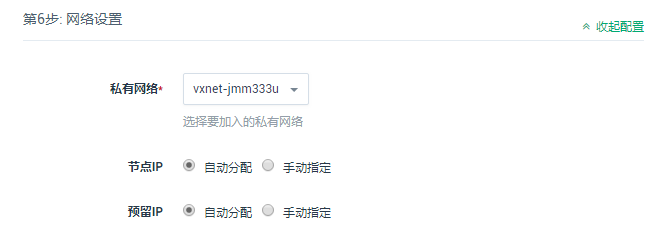 第6步: 网络设置
收起配置
私有网络*
vxnet-jmm333u
选择要加入的私有网络
节点IP 自动分配 手动指定
预留IP 自动分配 手动指定